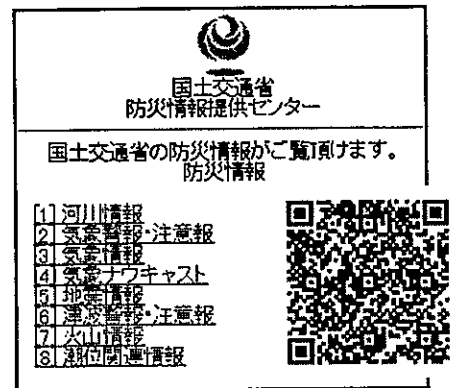 国土交通省
防災情報提供センター
国土交通省の防災情報がご覧頂けます。
防災情報
[1] 河川情報
[2] 気象警報・注意報
[3] 気象情報
[4] 気象ナウキャスト
[5] 地震情報
[6] 津波警報・注意報
[7] 火山情報
[8] 潮位関連情報